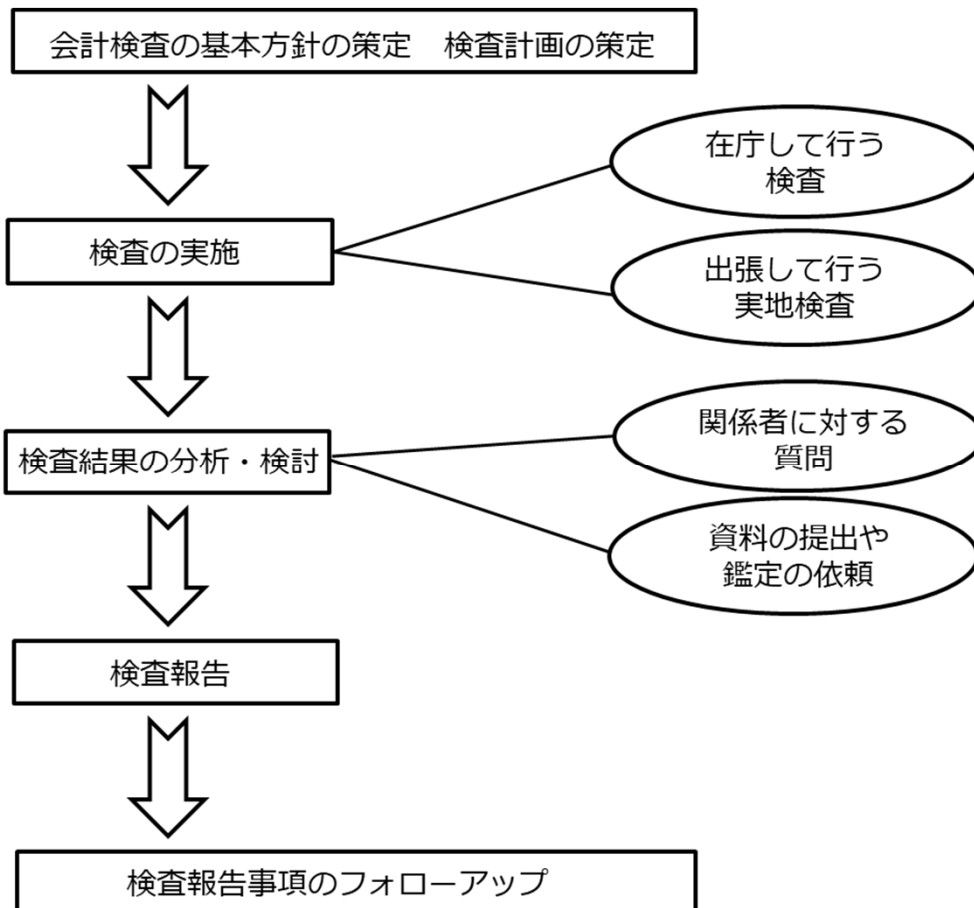 会計検査の基本方針の策定　検査計画の策定
在庁して行う
検査
検査の実施
出張して行う
実地検査
関係者に対する
質問
検査結果の分析・検討
資料の提出や
鑑定の依頼
検査報告
検査報告事項のフォローアップ